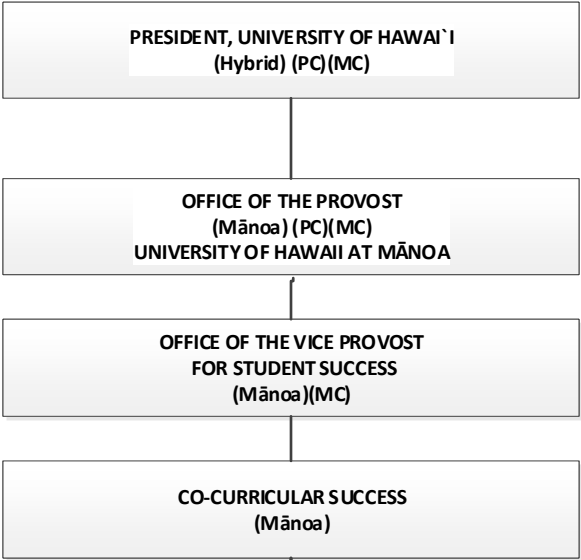 PRESIDENT, UNIVERSITY OF HAWAI`I
(Hybrid) (PC)(MC)
OFFICE OF THE PROVOST
(Mānoa) (PC)(MC)
UNIVERSITY OF HAWAII AT MĀNOA
OFFICE OF THE VICE PROVOST
FOR STUDENT SUCCESS
(Mānoa)(MC)
CO-CURRICULAR SUCCESS
(Mānoa)